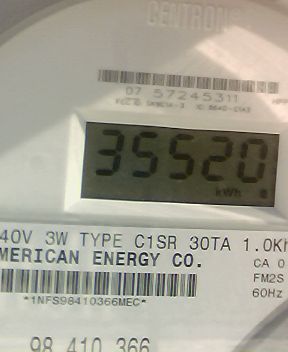 CENTRON®
07 57245311
35520
kWh
40V 3W TYPE C1SR 30TA 1.0Kh
MERICAN ENERGY CO.
CA 0
FM2S
60Hz
*1NFS98410366MEC*
98 410 366